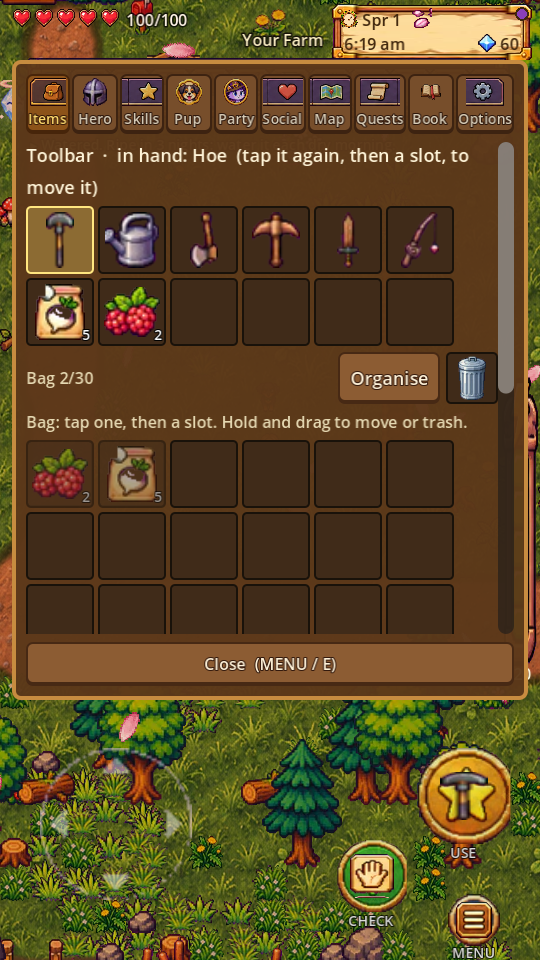 100/100
Spr 1
Your Farm
6:19 am
60
Items
Hero
Skills
Pup
Party
Social
Map
Quests
Book
Options
Toolbar · in hand: Hoe (tap it again, then a slot, to
move it)
5
2
Bag 2/30
Organise
Bag: tap one, then a slot. Hold and drag to move or trash.
2
5
Close (MENU / E)
USE
CHECK
MENU